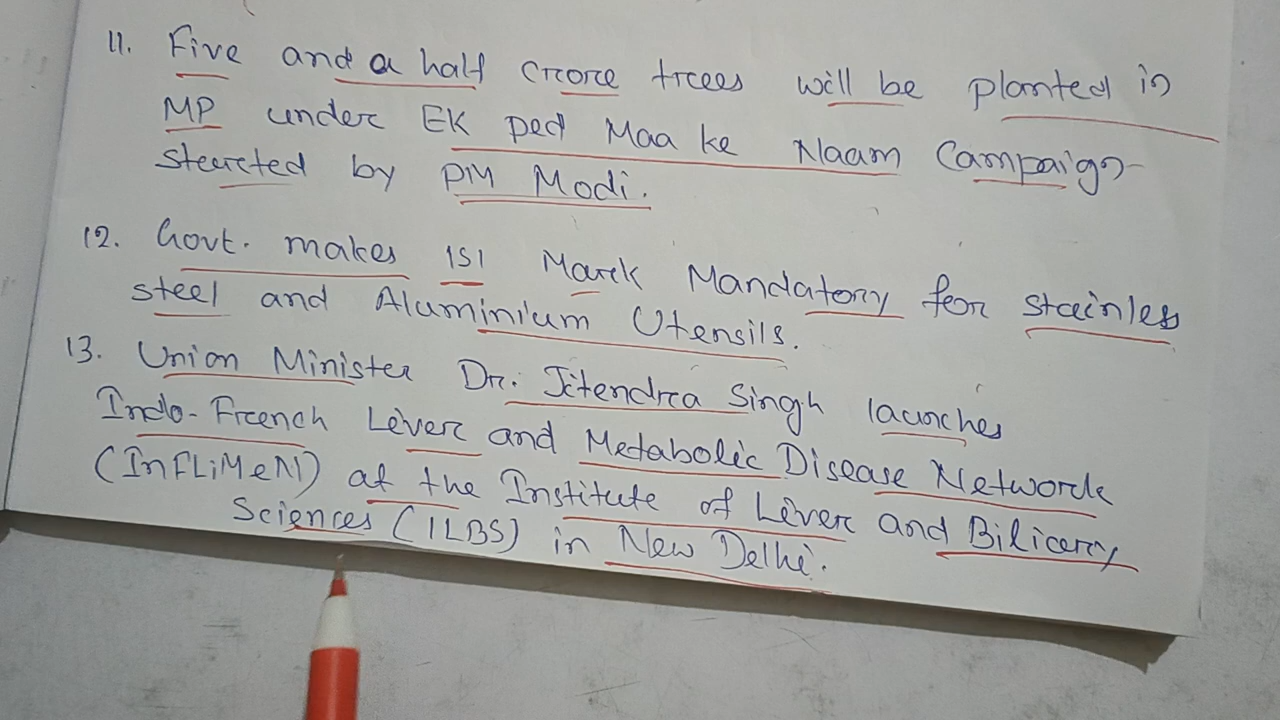 11. Five and a half crore trees will be planted in
MP under EK ped Maa ke Naam Campaign
started by PM Modi.
12. Govt. makes ISI Mark Mandatory for stainless
steel and Aluminium Utensils.
13. Union Minister Dr. Jitendra Singh launches
Indo-French Liver and Metabolic Disease Network
(InFLiMeN) at the Institute of Liver and Biliary
Sciences (ILBS) in New Delhi.